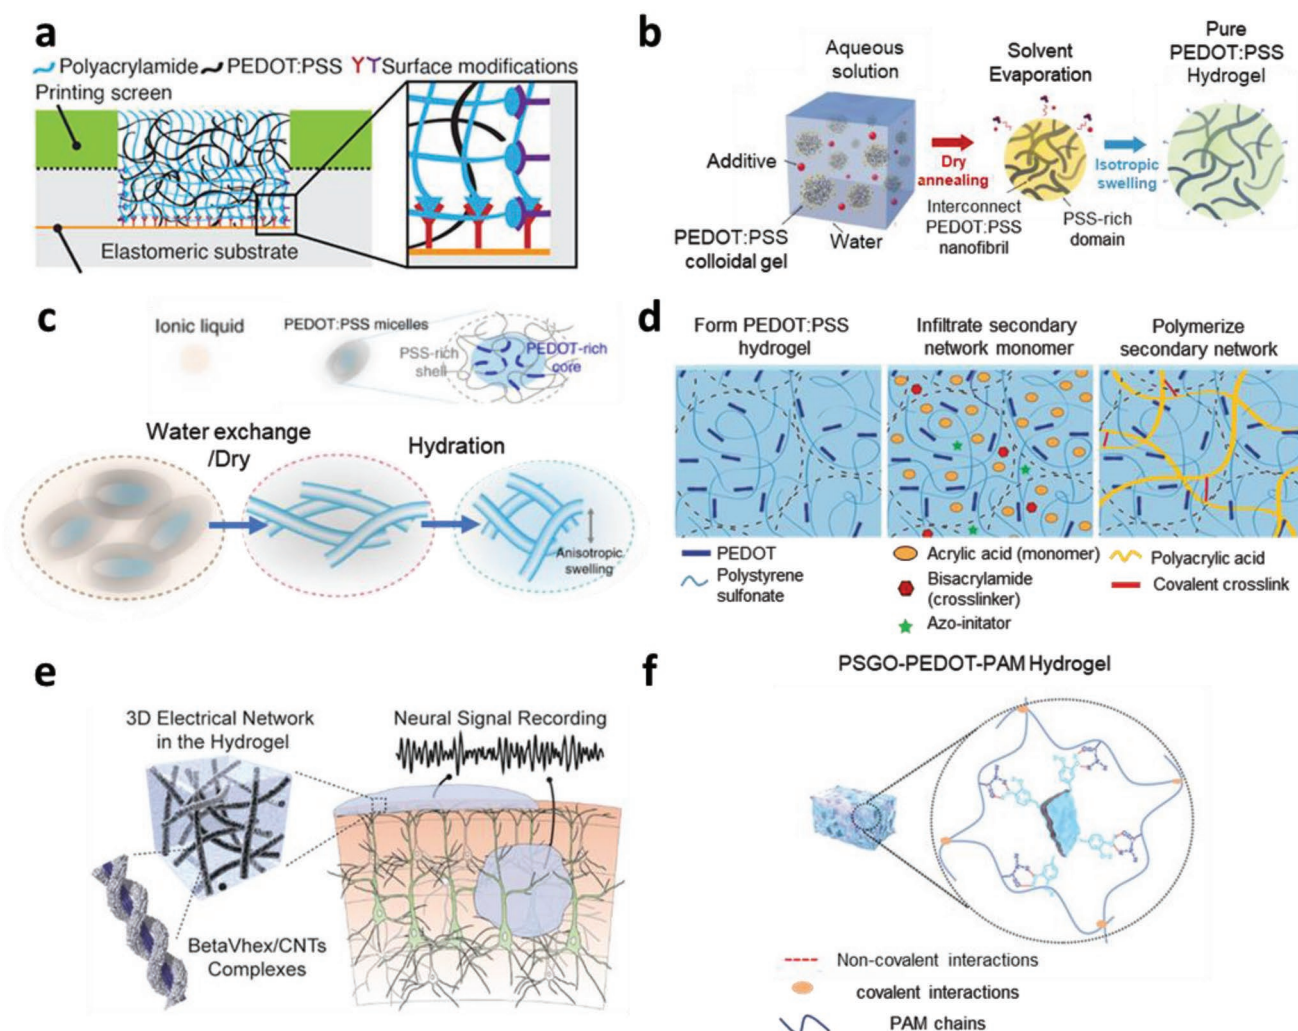 a
Polyacrylamide PEDOT:PSS Surface modifications
Printing screen
Elastomeric substrate
b
Aqueous
solution
Solvent
Evaporation
Pure
PEDOT:PSS
Hydrogel
Additive
Dry
annealing
Isotropic
swelling
Interconnect
PEDOT:PSS
nanofibril
PSS-rich
domain
Water
PEDOT:PSS
colloidal gel
c
Ionic liquid
PEDOT:PSS micelles
PSS-rich
shell
PEDOT-rich
core
Water exchange
/Dry
Hydration
Anisotropic
swelling
d
Form PEDOT:PSS
hydrogel
Infiltrate secondary
network monomer
Polymerize
secondary network
PEDOT
Polystyrene
sulfonate
Acrylic acid (monomer)
Bisacrylamide
(crosslinker)
Azo-initator
Polyacrylic acid
Covalent crosslink
e
3D Electrical Network
in the Hydrogel
Neural Signal Recording
BetaVhex/CNTs
Complexes
f
PSGO-PEDOT-PAM Hydrogel
Non-covalent interactions
covalent interactions
PAM chains